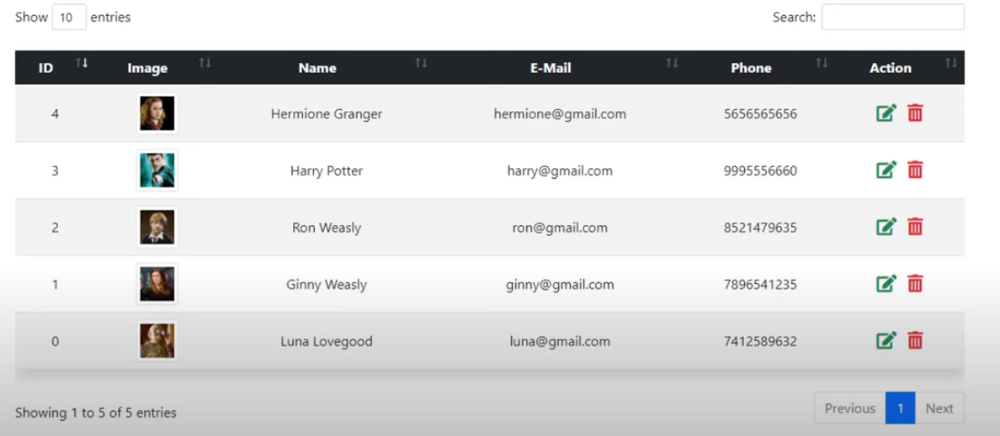 Show 10 entries Search:
ID Image Name E-Mail Phone Action
4 Hermione Granger hermione@gmail.com 5656565656
3 Harry Potter harry@gmail.com 9995556660
2 Ron Weasly ron@gmail.com 8521479635
1 Ginny Weasly ginny@gmail.com 7896541235
0 Luna Lovegood luna@gmail.com 7412589632
Showing 1 to 5 of 5 entries Previous 1 Next